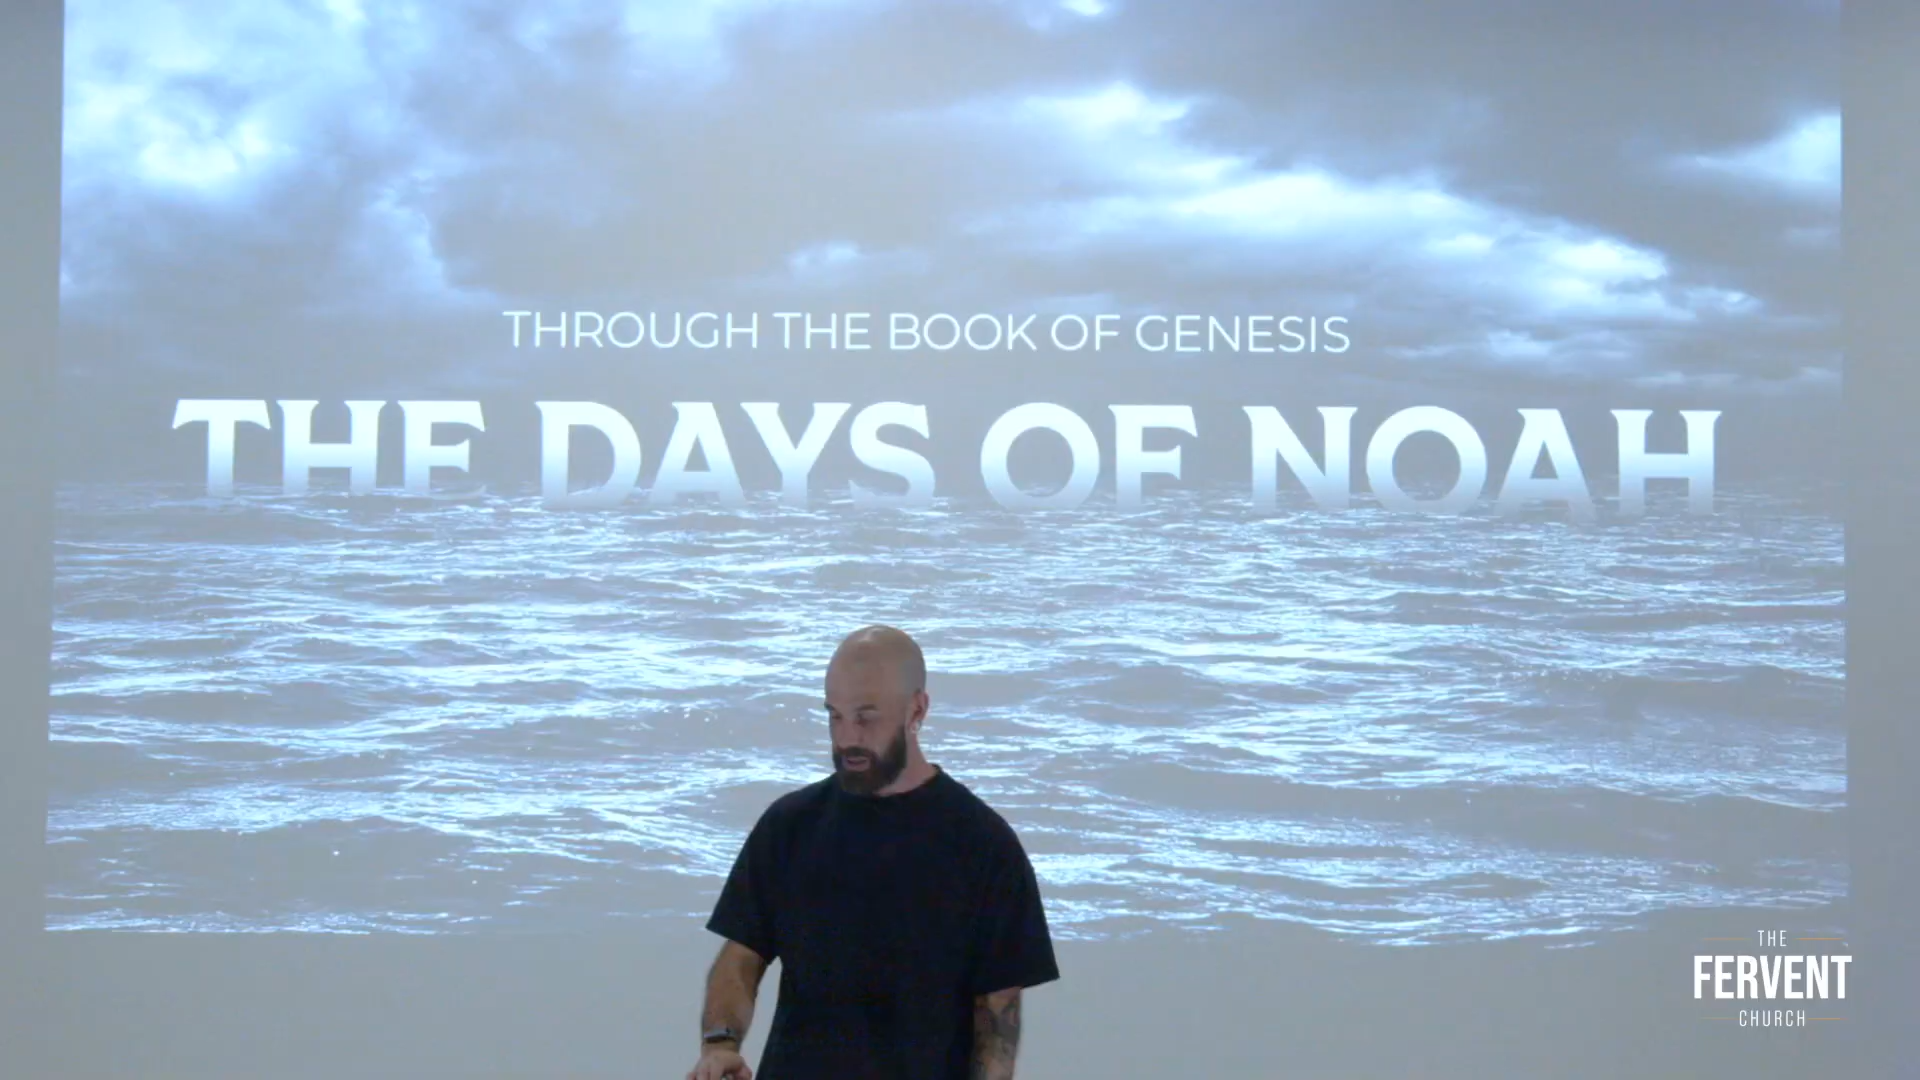 THROUGH THE BOOK OF GENESIS
THE DAYS OF NOAH
THE
FERVENT
CHURCH